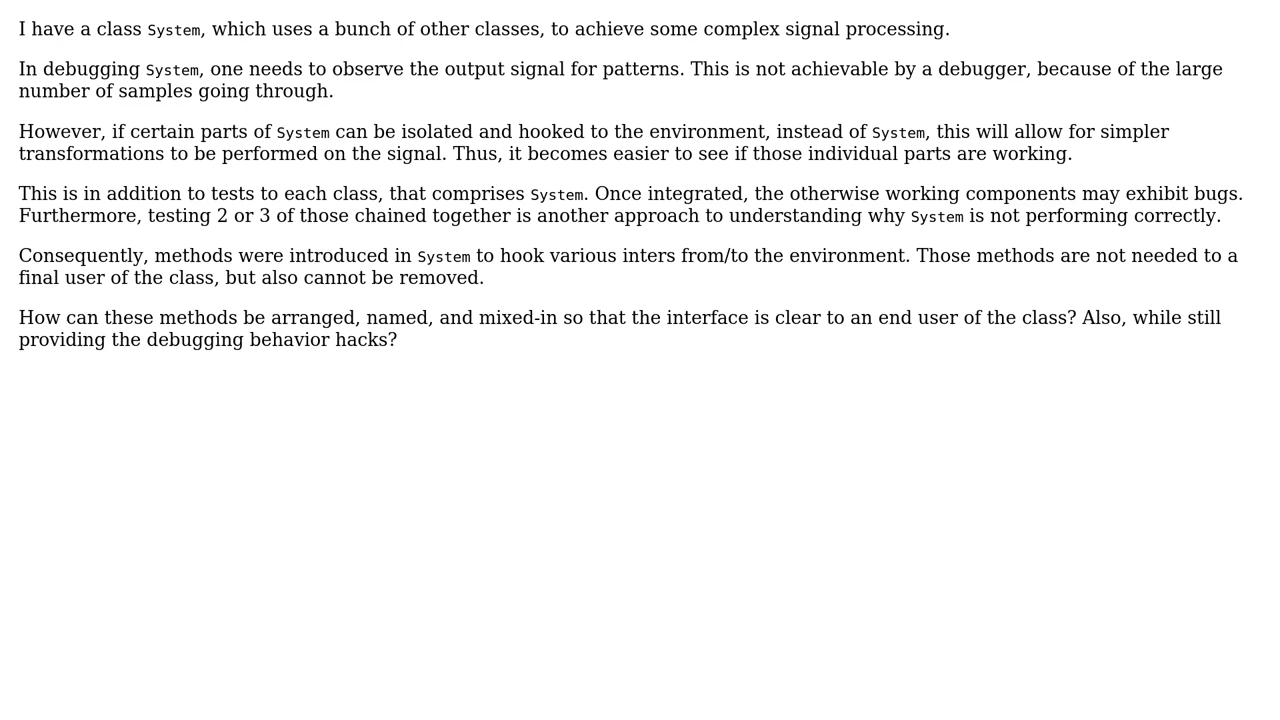 I have a class System, which uses a bunch of other classes, to achieve some complex signal processing.
In debugging System, one needs to observe the output signal for patterns. This is not achievable by a debugger, because of the large
number of samples going through.
However, if certain parts of System can be isolated and hooked to the environment, instead of System, this will allow for simpler
transformations to be performed on the signal. Thus, it becomes easier to see if those individual parts are working.
This is in addition to tests to each class, that comprises System. Once integrated, the otherwise working components may exhibit bugs.
Furthermore, testing 2 or 3 of those chained together is another approach to understanding why System is not performing correctly.
Consequently, methods were introduced in System to hook various inters from/to the environment. Those methods are not needed to a
final user of the class, but also cannot be removed.
How can these methods be arranged, named, and mixed-in so that the interface is clear to an end user of the class? Also, while still
providing the debugging behavior hacks?